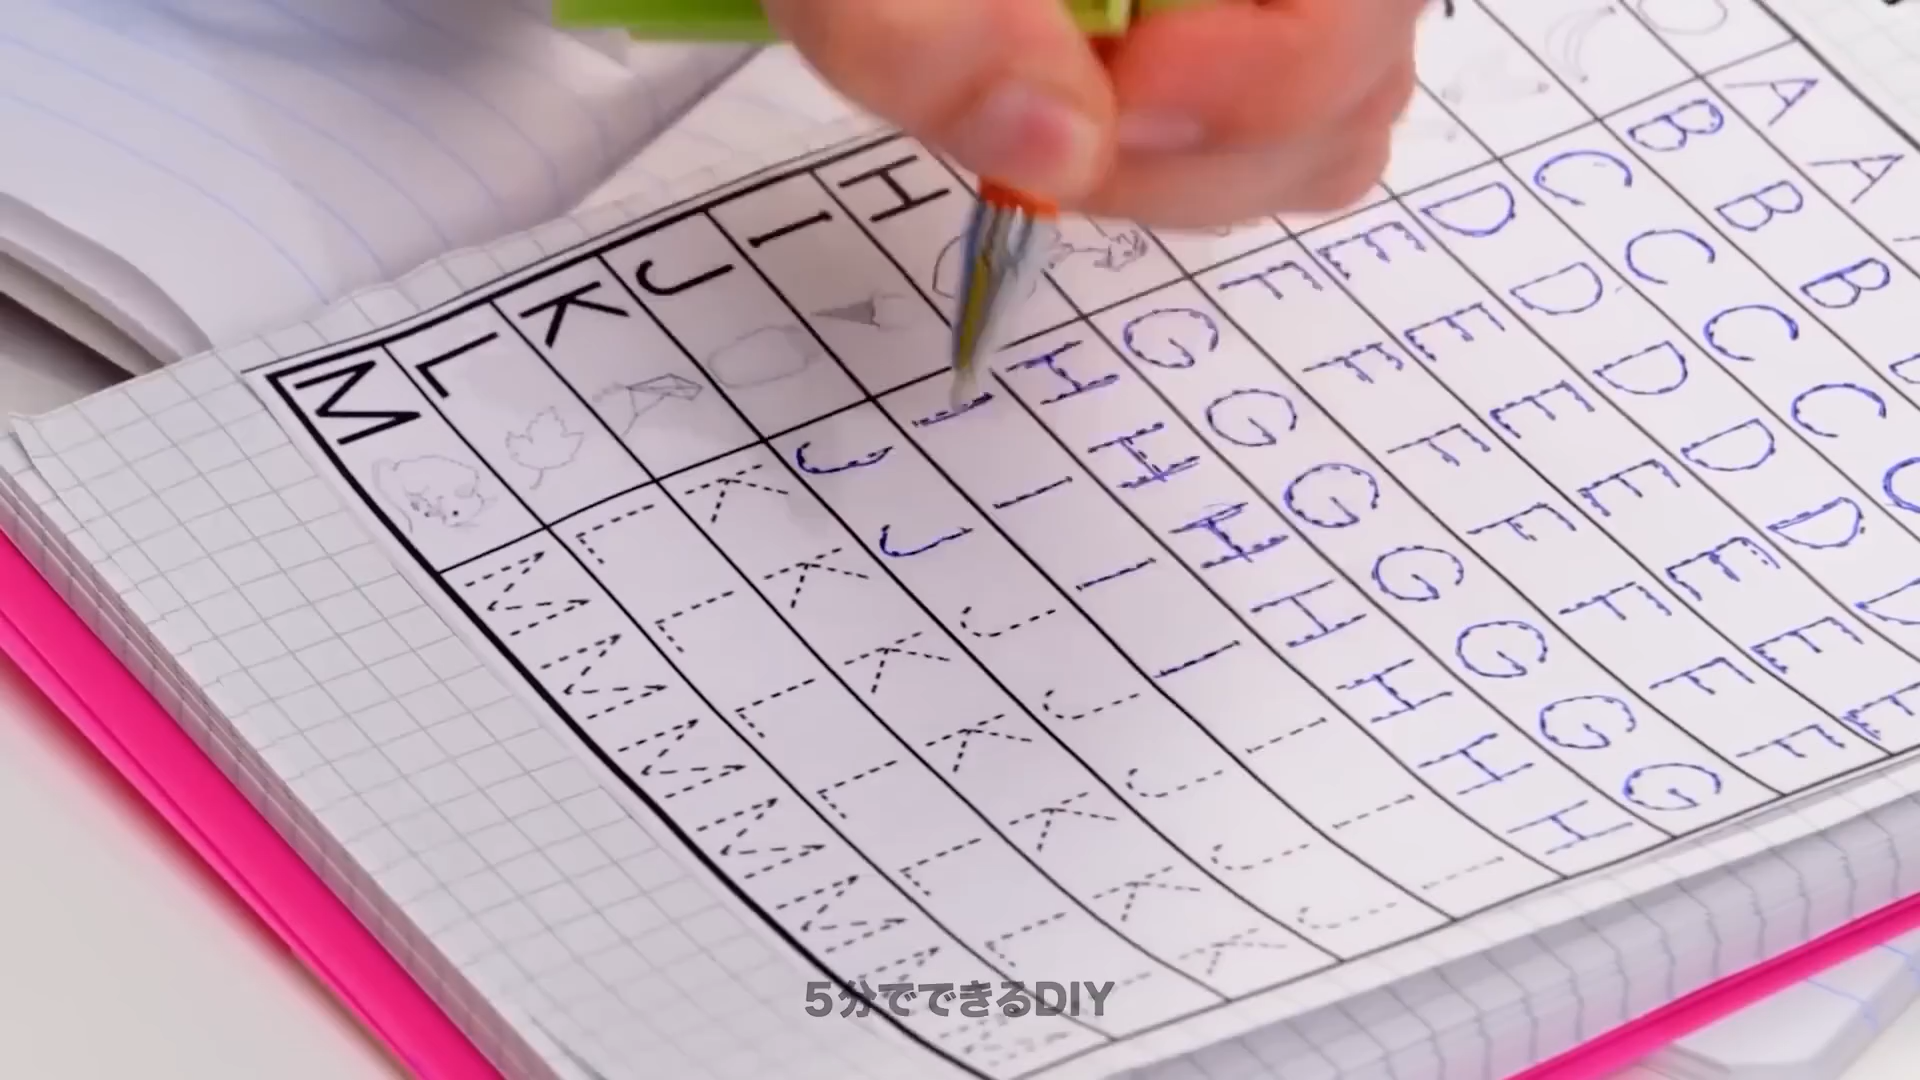 A A
B B B
C C C C
D D D D D
E E E E E E E
F F F F F F F
G G G G G G G
H H H H H H H H
I I I I I I I I
J J J J J J J J
K K K K K K K K
L L L L L L L
M M M M M M
5分でできるDIY